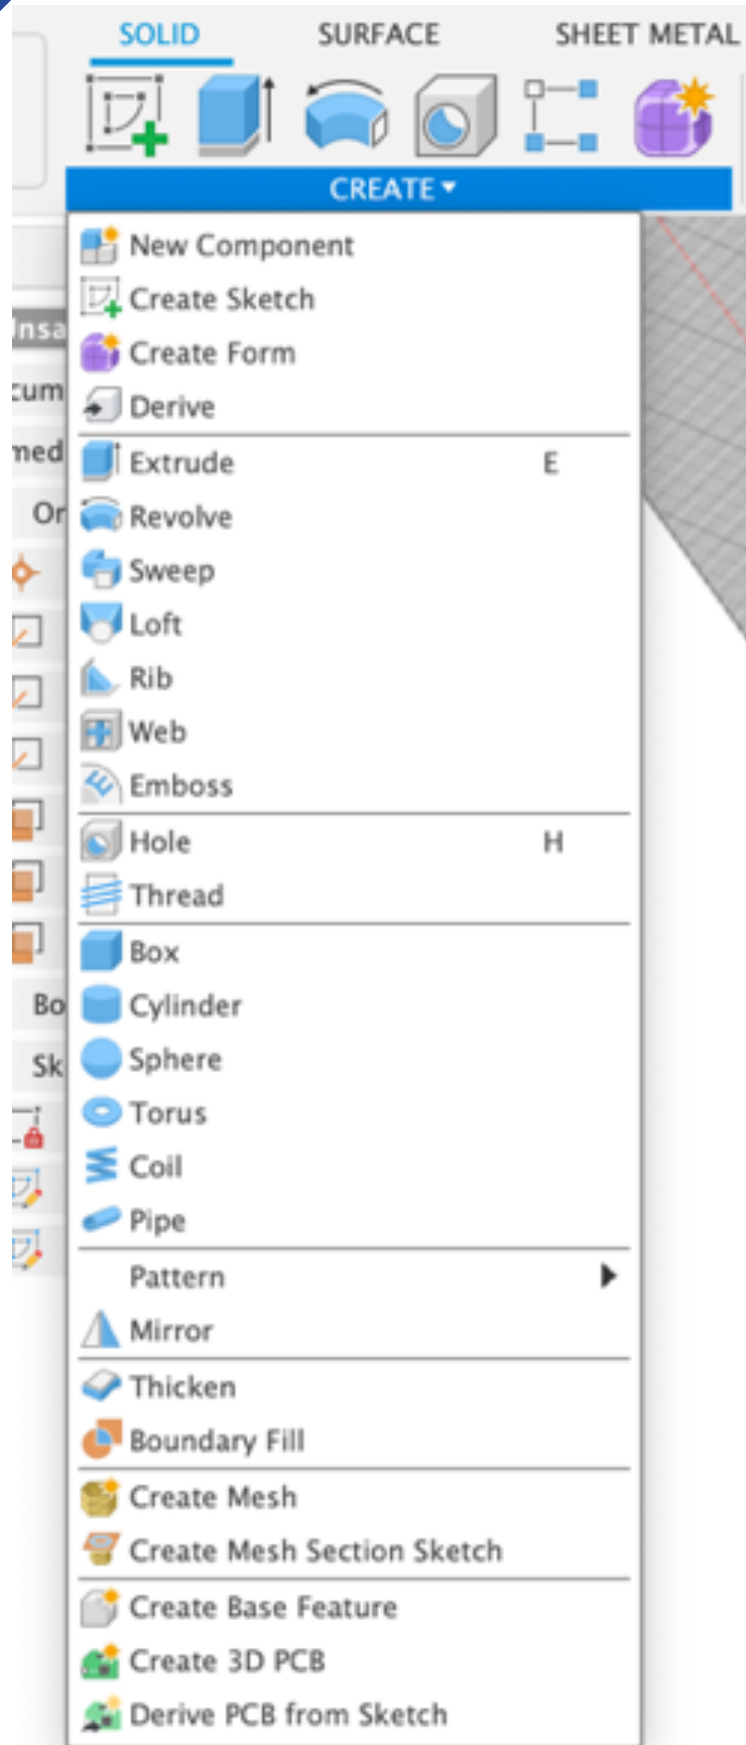 SOLID SURFACE SHEET METAL
CREATE
New Component
Create Sketch
Create Form
Derive
Extrude E
Revolve
Sweep
Loft
Rib
Web
Emboss
Hole H
Thread
Box
Cylinder
Sphere
Torus
Coil
Pipe
Pattern
Mirror
Thicken
Boundary Fill
Create Mesh
Create Mesh Section Sketch
Create Base Feature
Create 3D PCB
Derive PCB from Sketch